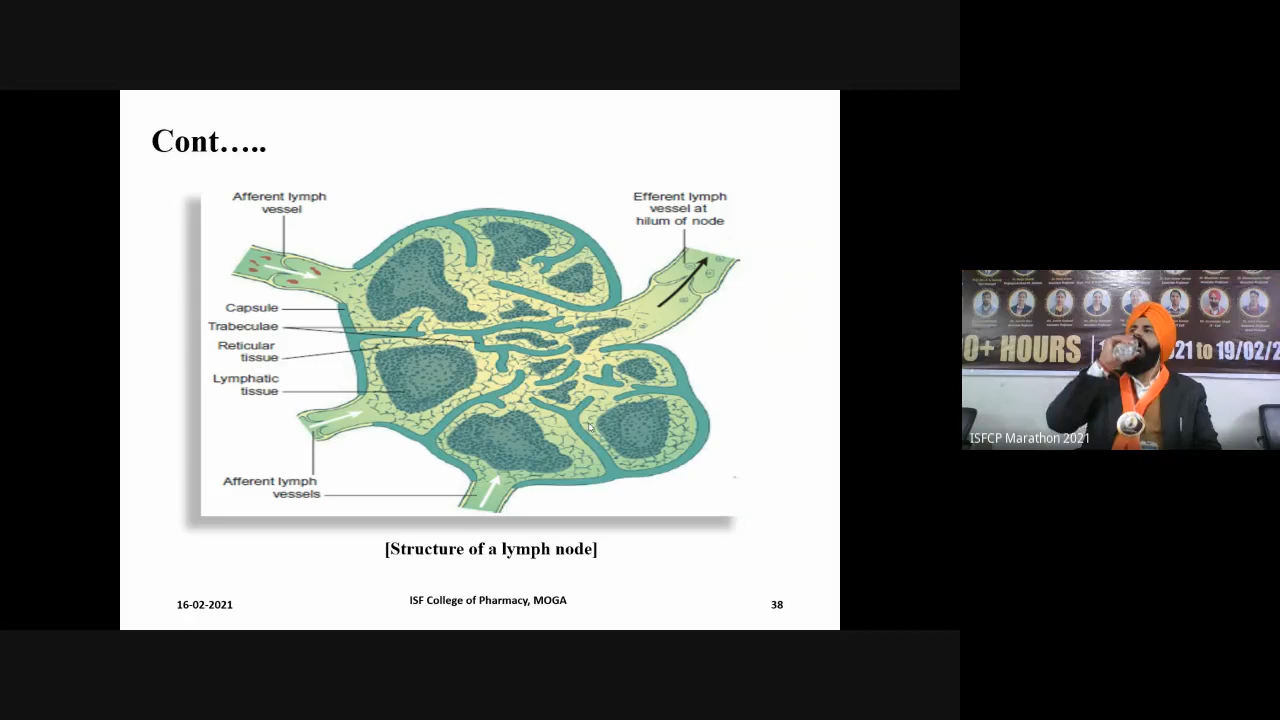 Cont…..
Afferent lymph
vessel
Efferent lymph
vessel at
hilum of node
Capsule
Trabeculae
Reticular
tissue
Lymphatic
tissue
Afferent lymph
vessels
[Structure of a lymph node]
16-02-2021
ISF College of Pharmacy, MOGA
38
0+ HOURS
21 to 19/02/2
ISFCP Marathon 2021